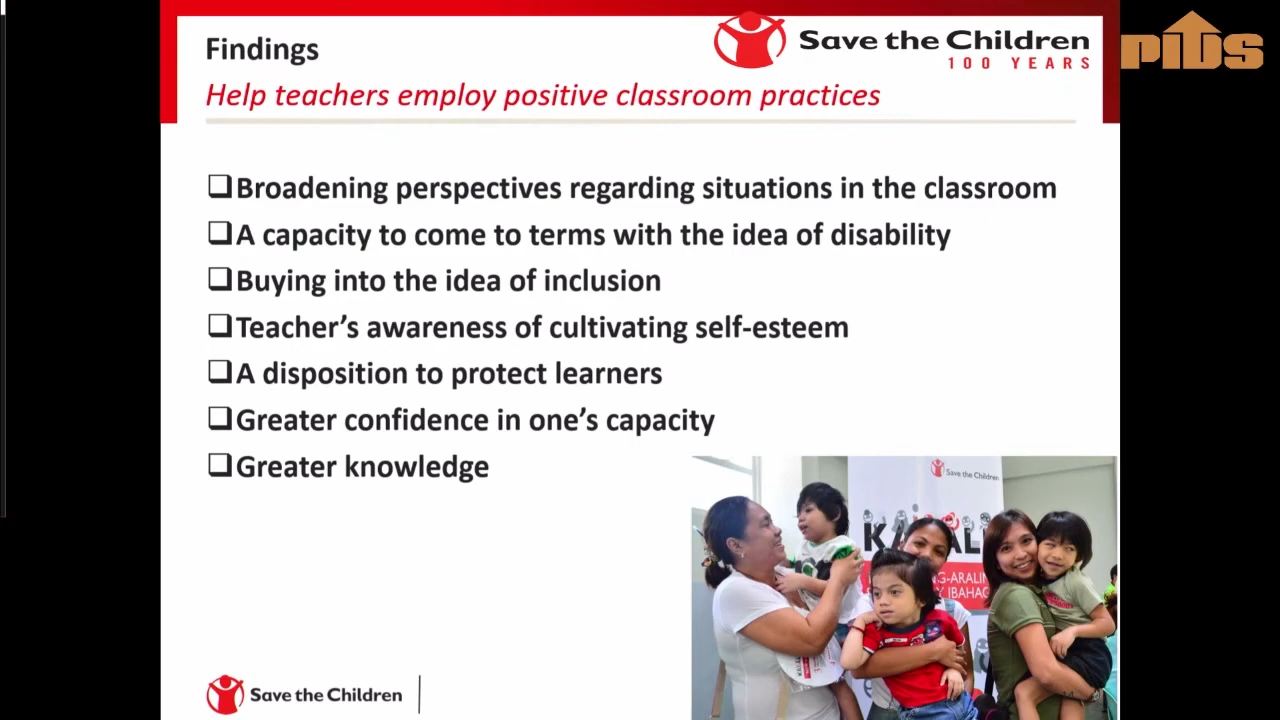 Findings
Save the Children
100 YEARS
PIDS
Help teachers employ positive classroom practices
❑Broadening perspectives regarding situations in the classroom
❑A capacity to come to terms with the idea of disability
❑Buying into the idea of inclusion
❑Teacher’s awareness of cultivating self-esteem
❑A disposition to protect learners
❑Greater confidence in one’s capacity
❑Greater knowledge
Save the Children
Save the Children